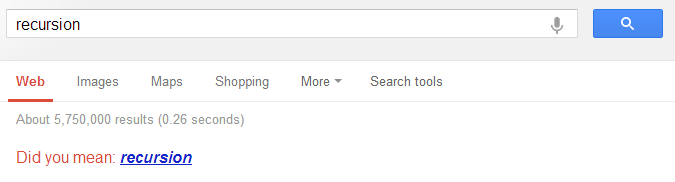 recursion
Web Images Maps Shopping More Search tools
About 5,750,000 results (0.26 seconds)
Did you mean: recursion